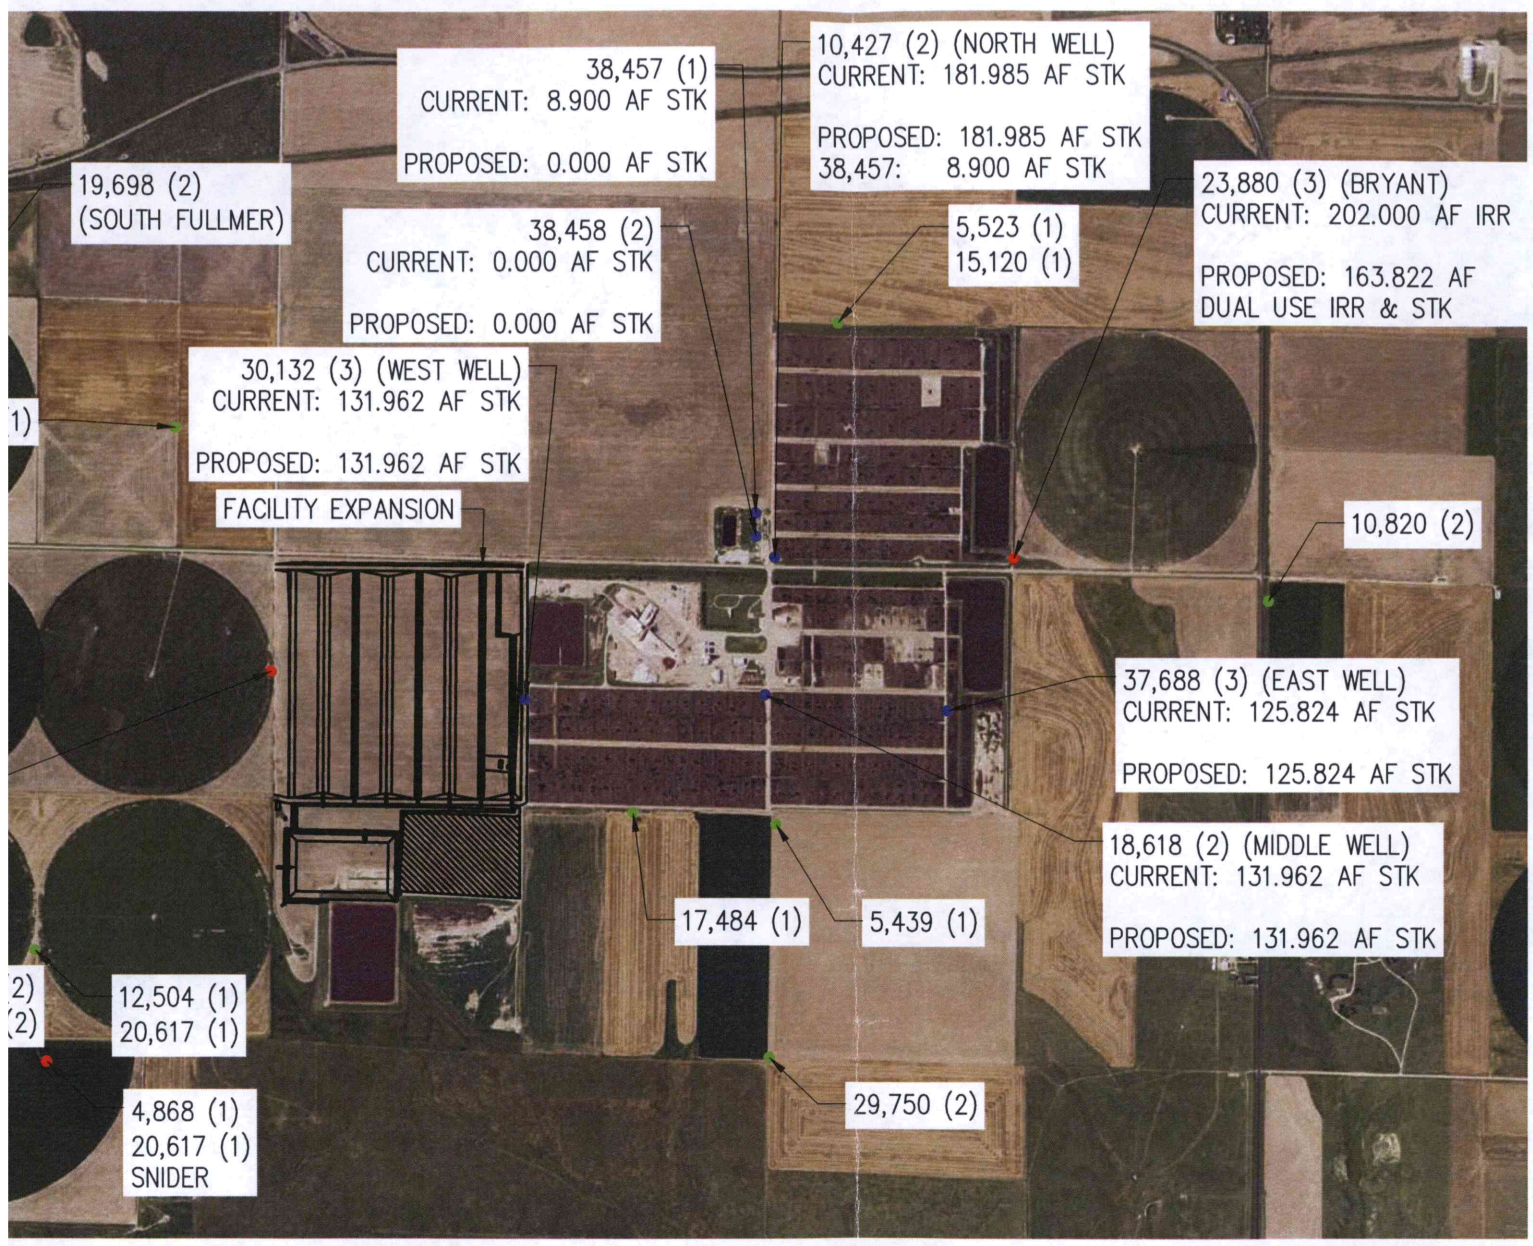 38,457 (1)
CURRENT: 8.900 AF STK
PROPOSED: 0.000 AF STK
10,427 (2) (NORTH WELL)
CURRENT: 181.985 AF STK
PROPOSED: 181.985 AF STK
38,457: 8.900 AF STK
19,698 (2)
(SOUTH FULLMER)
23,880 (3) (BRYANT)
CURRENT: 202.000 AF IRR
PROPOSED: 163.822 AF
DUAL USE IRR & STK
38,458 (2)
CURRENT: 0.000 AF STK
PROPOSED: 0.000 AF STK
5,523 (1)
15,120 (1)
30,132 (3) (WEST WELL)
CURRENT: 131.962 AF STK
PROPOSED: 131.962 AF STK
1)
FACILITY EXPANSION
10,820 (2)
37,688 (3) (EAST WELL)
CURRENT: 125.824 AF STK
PROPOSED: 125.824 AF STK
18,618 (2) (MIDDLE WELL)
CURRENT: 131.962 AF STK
PROPOSED: 131.962 AF STK
17,484 (1)
5,439 (1)
2)
(2)
12,504 (1)
20,617 (1)
4,868 (1)
20,617 (1)
SNIDER
29,750 (2)